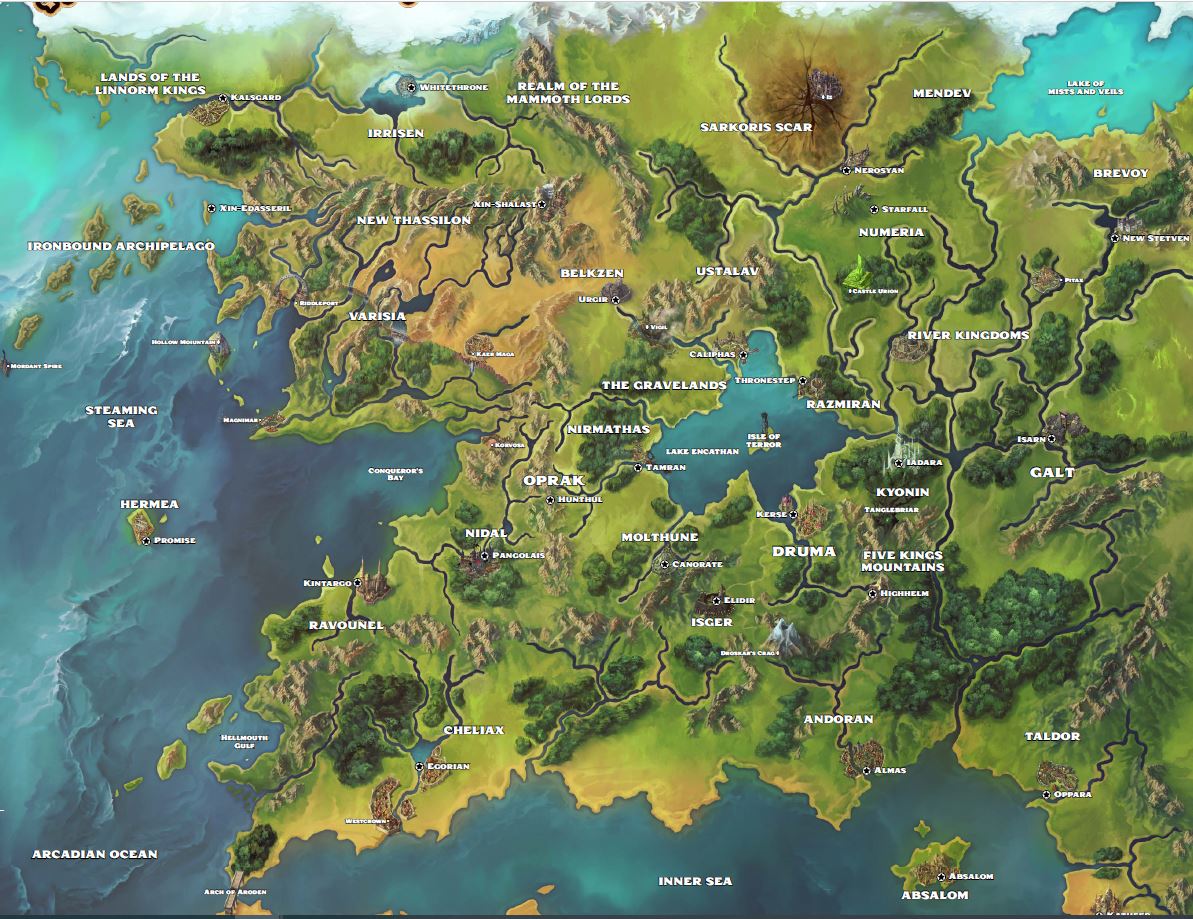 LANDS OF THE
LINNORM KINGS
KALSGARD
WHITETHRONE
REALM OF THE
MAMMOTH LORDS
MENDEV
LAKE OF
MISTS AND VEILS
IRRISEN
SARKORIS SCAR
NEROSYAN
BREVOY
XIN-EDASSERIL
XIN-SHALAST
NEW THASSILON
STARFALL
NUMERIA
NEW STETVEN
IRONBOUND ARCHIPELAGO
BELKZEN
USTALAV
URGIR
CASTLE URION
PITAX
RIDDLEPORT
VARISIA
VIGIL
RIVER KINGDOMS
HOLLOW MOUNTAIN
KAER MAGA
CALIPHAS
MORDANT SPIRE
THE GRAVELANDS
THRONESTEP
RAZMIRAN
STEAMING
SEA
MAGNIMAR
NIRMATHAS
KORVOSA
ISLE OF
TERROR
LAKE ENCATHAN
ISARN
IADARA
TAMRAN
CONQUEROR'S
BAY
OPRAK
HUNTHUL
KYONIN
GALT
HERMEA
PROMISE
TANGLEBRIAR
KERSE
NIDAL
PANGOLAIS
MOLTHUNE
CANORATE
DRUMA
FIVE KINGS
MOUNTAINS
KINTARGO
HIGHHELM
ELIDIR
ISGER
RAVOUNEL
DROSKAR'S CRAG
ANDORAN
CHELIAX
HELLMOUTH
GULF
TALDOR
EGORIAN
ALMAS
OPPARA
WESTCROWN
ARCADIAN OCEAN
ARCH OF ARODEN
INNER SEA
ABSALOM
ABSALOM